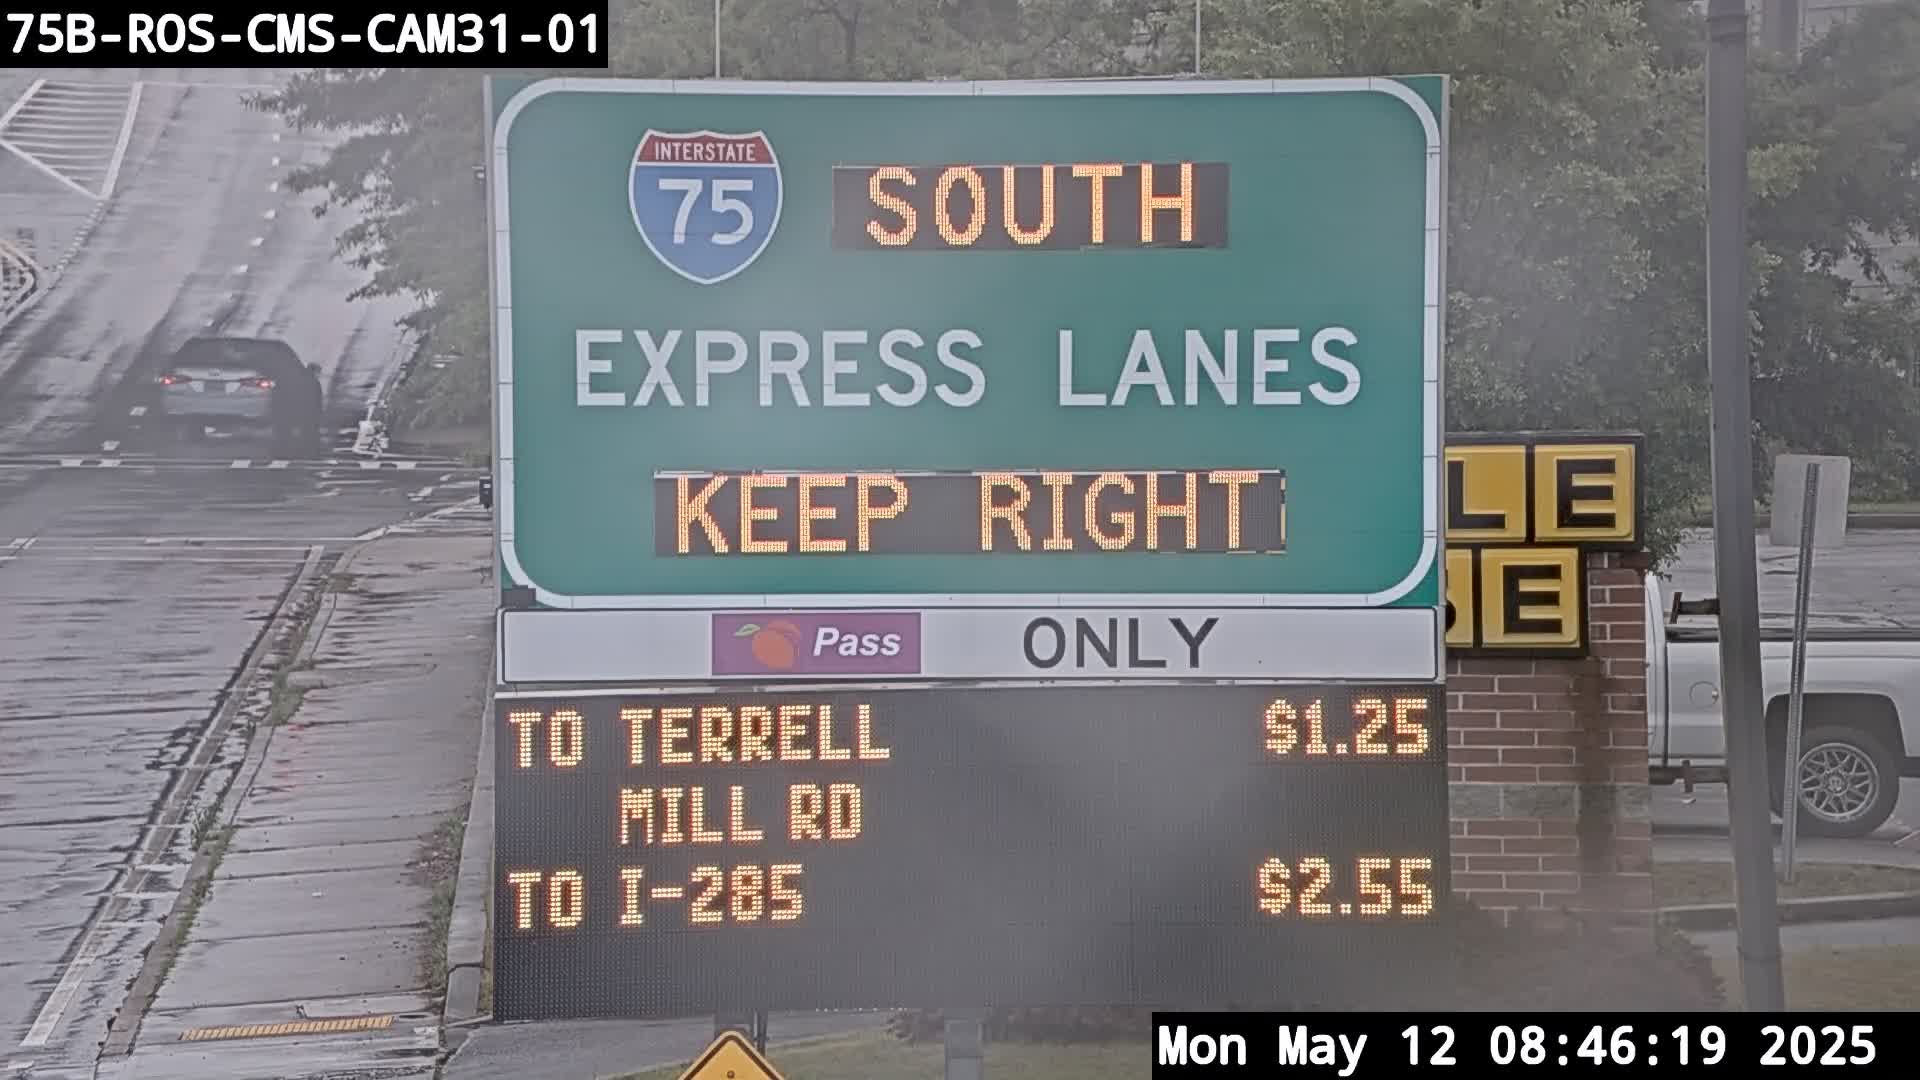 75B-ROS-CMS-CAM31-01
INTERSTATE
75
SOUTH
EXPRESS LANES
KEEP RIGHT
Pass ONLY
TO TERRELL $1.25
MILL RD
TO I-285 $2.55
LE
E
Mon May 12 08:46:19 2025